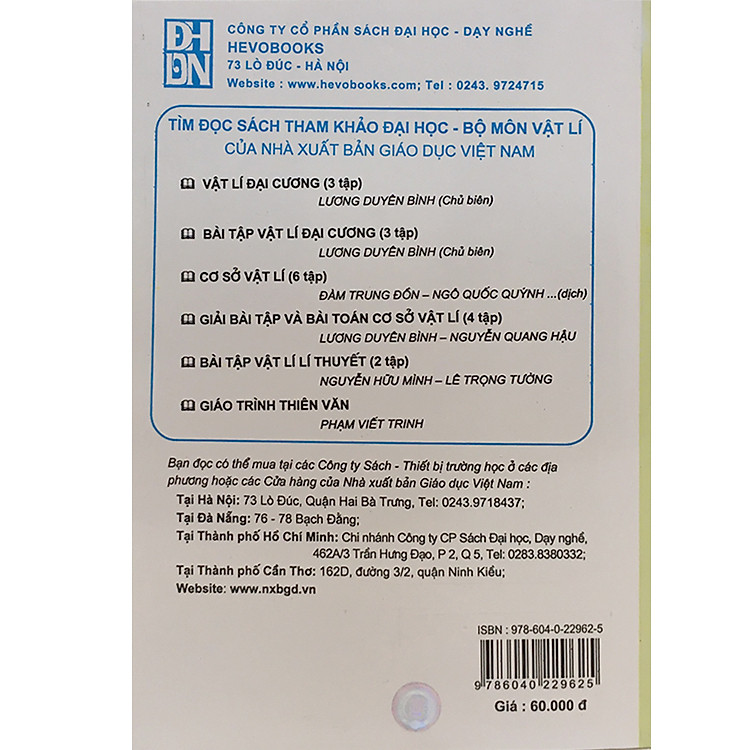 ĐH
DN
CÔNG TY CỔ PHẦN SÁCH ĐẠI HỌC - DẠY NGHỀ
HEVOBOOKS
73 LÒ ĐÚC - HÀ NỘI
Website : www.hevobooks.com; Tel : 0243. 9724715
TÌM ĐỌC SÁCH THAM KHẢO ĐẠI HỌC - BỘ MÔN VẬT LÍ
CỦA NHÀ XUẤT BẢN GIÁO DỤC VIỆT NAM
VẬT LÍ ĐẠI CƯƠNG (3 tập)
LƯƠNG DUYÊN BÌNH (Chủ biên)
BÀI TẬP VẬT LÍ ĐẠI CƯƠNG (3 tập)
LƯƠNG DUYÊN BÌNH (Chủ biên)
CƠ SỞ VẬT LÍ (6 tập)
ĐÀM TRUNG ĐỒN – NGÔ QUỐC QUÝNH ...(dịch)
GIẢI BÀI TẬP VÀ BÀI TOÁN CƠ SỞ VẬT LÍ (4 tập)
LƯƠNG DUYÊN BÌNH – NGUYỄN QUANG HẬU
BÀI TẬP VẬT LÍ LÍ THUYẾT (2 tập)
NGUYỄN HỮU MÌNH – LÊ TRỌNG TƯỜNG
GIÁO TRÌNH THIÊN VĂN
PHẠM VIẾT TRINH
Bạn đọc có thể mua tại các Công ty Sách - Thiết bị trường học ở các địa
phương hoặc các Cửa hàng của Nhà xuất bản Giáo dục Việt Nam :
Tại Hà Nội: 73 Lò Đúc, Quận Hai Bà Trưng, Tel: 0243.9718437;
Tại Đà Nẵng: 76 - 78 Bạch Đằng;
Tại Thành phố Hồ Chí Minh: Chi nhánh Công ty CP Sách Đại học, Dạy nghề,
462A/3 Trần Hưng Đạo, P 2, Q 5, Tel: 0283.8380332;
Tại Thành phố Cần Thơ: 162D, đường 3/2, quận Ninh Kiều;
Website: www.nxbgd.vn
ISBN : 978-604-0-22962-5
9 786040 229625
Giá : 60.000 đ